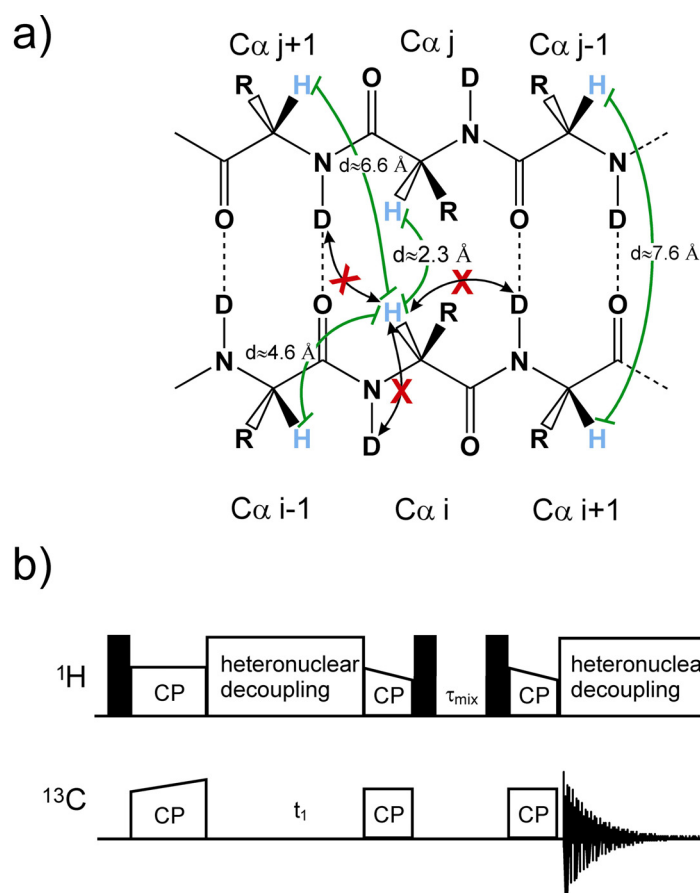 a)
Cα j+1
Cα j
Cα j-1
R
H
O
D
R
H
N
d≈6.6 Å
N
O
D
H
R
O
D
d≈2.3 Å
d≈7.6 Å
X
X
D
O
H
R
D
O
d≈4.6 Å
N
N
N
X
R
H
D
O
R
H
Cα i-1
Cα i
Cα i+1
b)
1H
CP
heteronuclear
decoupling
CP
τmix
CP
heteronuclear
decoupling
13C
CP
t1
CP
CP